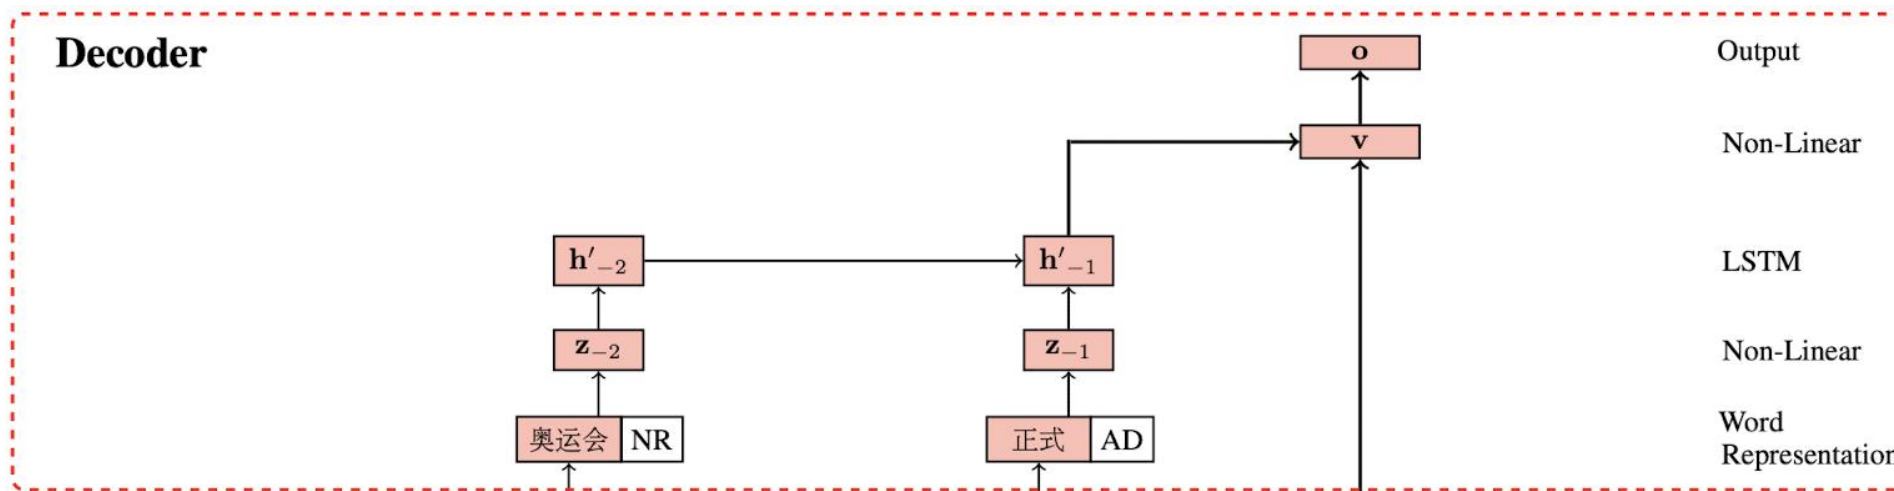 Decoder
o
Output
v
Non-Linear
h′₋₂
h′₋₁
LSTM
z₋₂
z₋₁
Non-Linear
奥运会 NR
正式 AD
Word
Representation